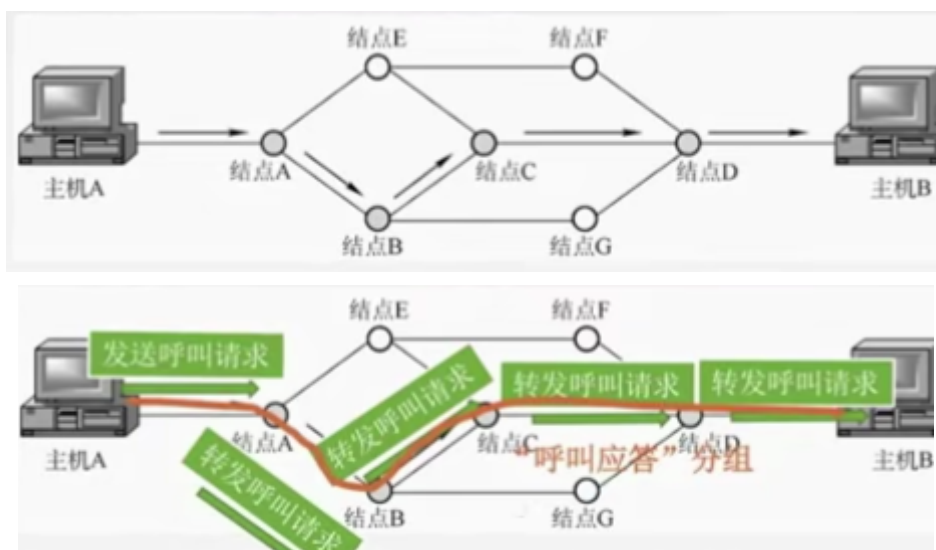 结点E
结点F
结点A
结点C
结点D
主机A
主机B
结点B
结点G
结点E
结点F
发送呼叫请求
转发呼叫请求
转发呼叫请求
转发呼叫请求
结点A
结点C
结点D
主机A
“呼叫应答”分组
主机B
转发呼叫请求
结点B
结点G